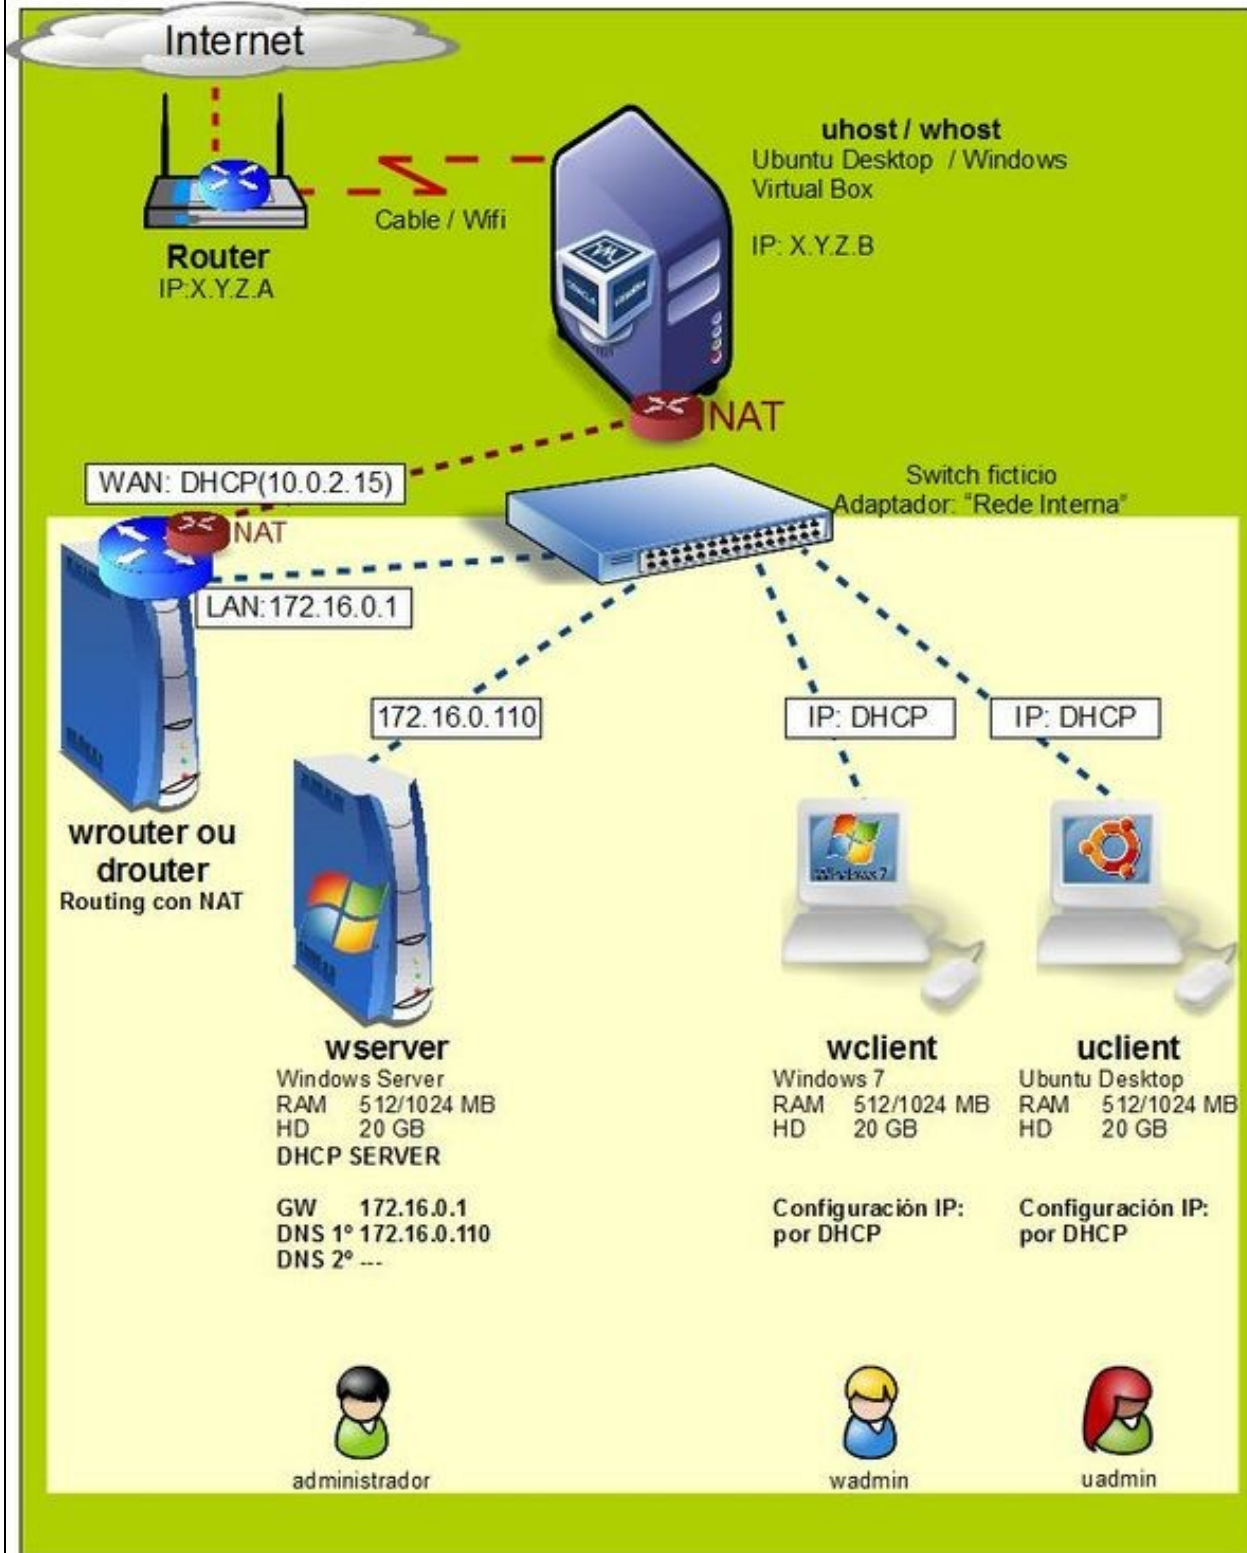 Internet
uhost / whost
Ubuntu Desktop / Windows
Virtual Box
IP: X.Y.Z.B
Cable / Wifi
Router
IP:X.Y.Z.A
NAT
WAN: DHCP(10.0.2.15)
Switch ficticio
Adaptador: "Rede Interna"
NAT
LAN:172.16.0.1
172.16.0.110
IP: DHCP
IP: DHCP
wrouter ou
drouter
Routing con NAT
Windows 7
wserver
Windows Server
RAM 512/1024 MB
HD 20 GB
DHCP SERVER
GW 172.16.0.1
DNS 1º 172.16.0.110
DNS 2º ---
wclient
Windows 7
RAM 512/1024 MB
HD 20 GB
Configuración IP:
por DHCP
uclient
Ubuntu Desktop
RAM 512/1024 MB
HD 20 GB
Configuración IP:
por DHCP
administrador
wadmin
uadmin